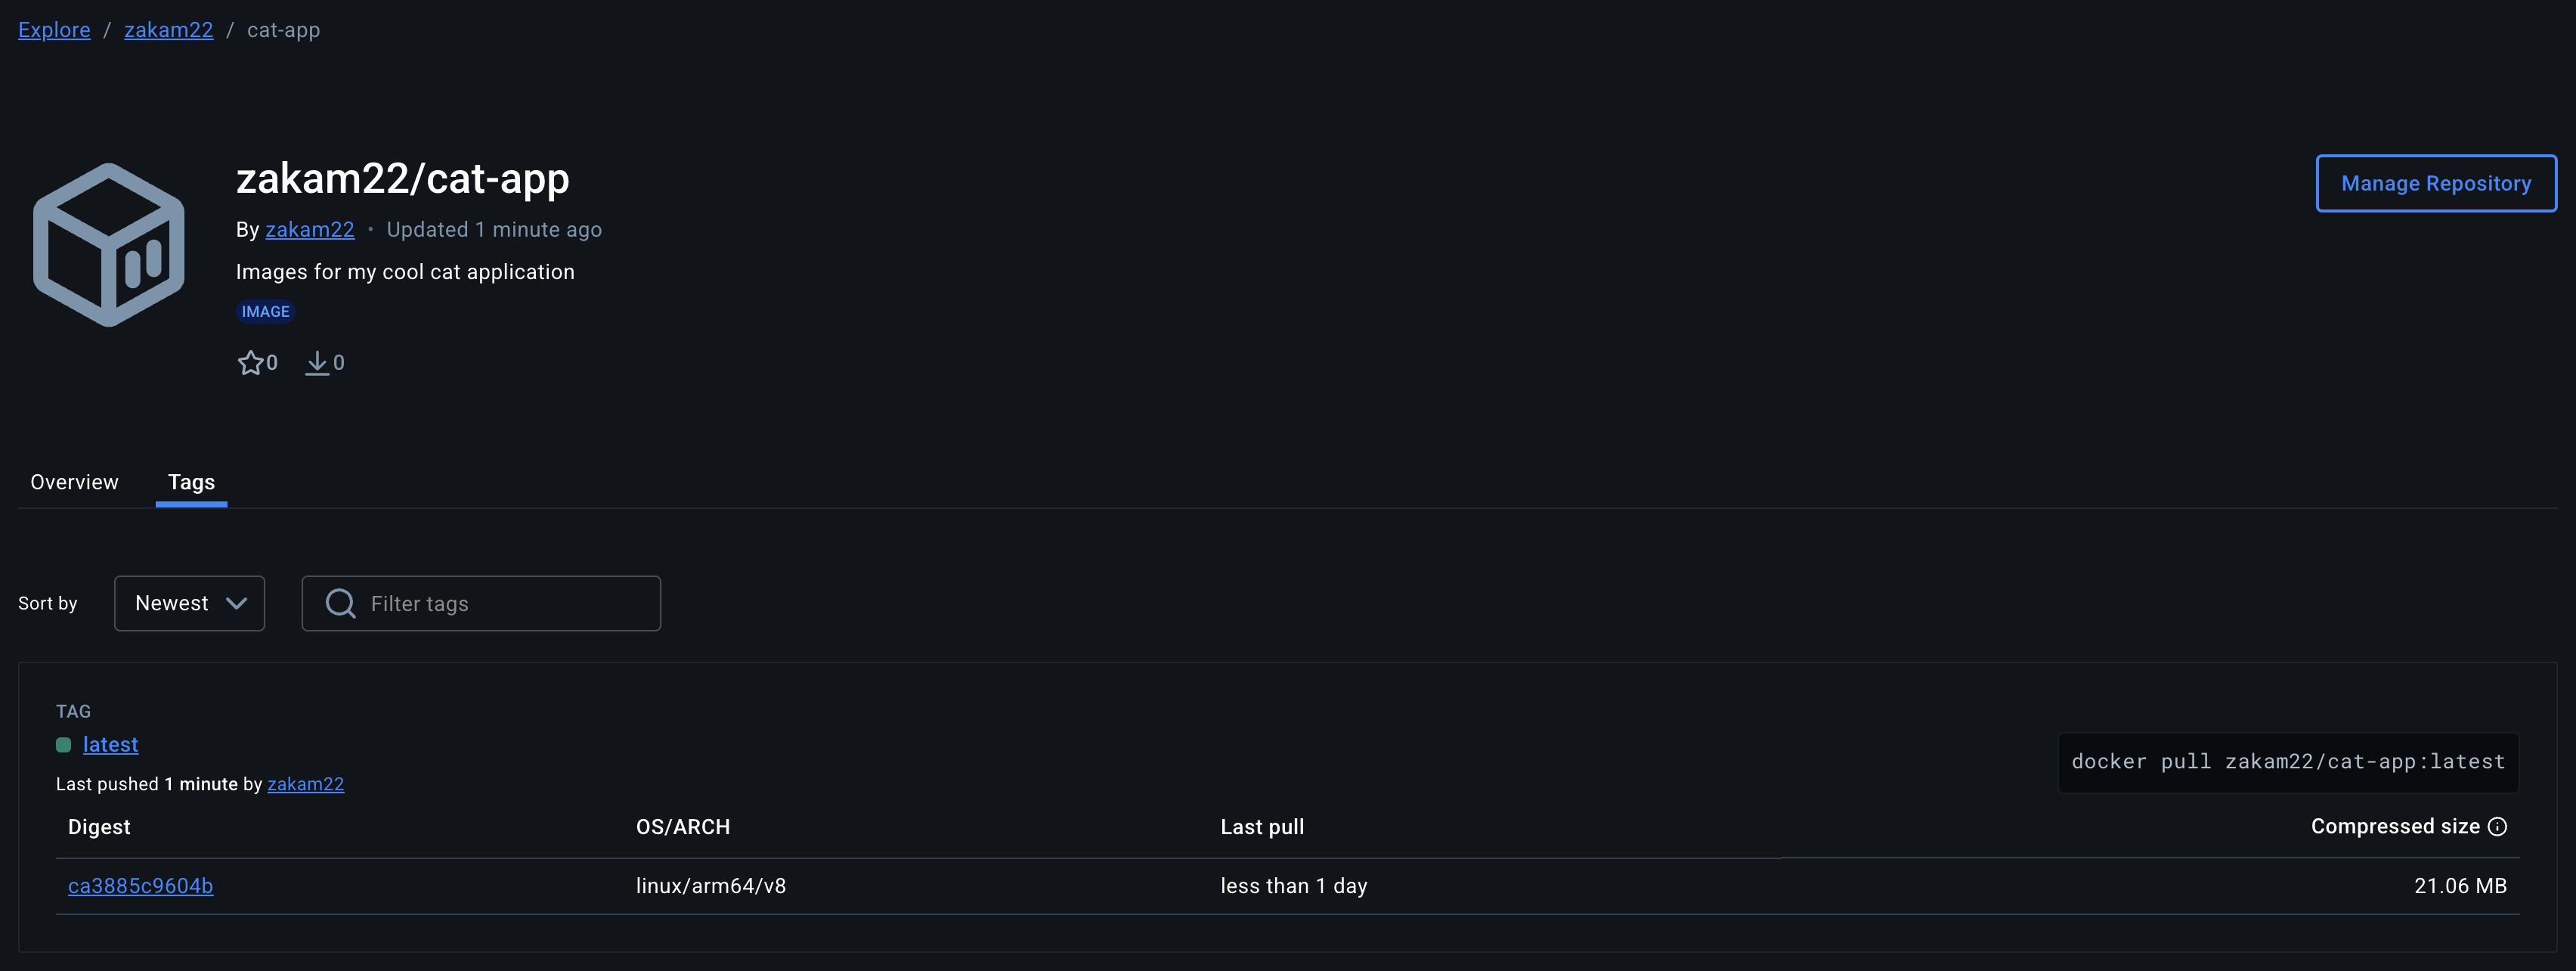 Explore / zakam22 / cat-app
zakam22/cat-app
Manage Repository
By zakam22 • Updated 1 minute ago
Images for my cool cat application
IMAGE
0 0
Overview Tags
Sort by Newest Filter tags
TAG
latest
docker pull zakam22/cat-app:latest
Last pushed 1 minute by zakam22
Digest OS/ARCH Last pull Compressed size
ca3885c9604b linux/arm64/v8 less than 1 day 21.06 MB